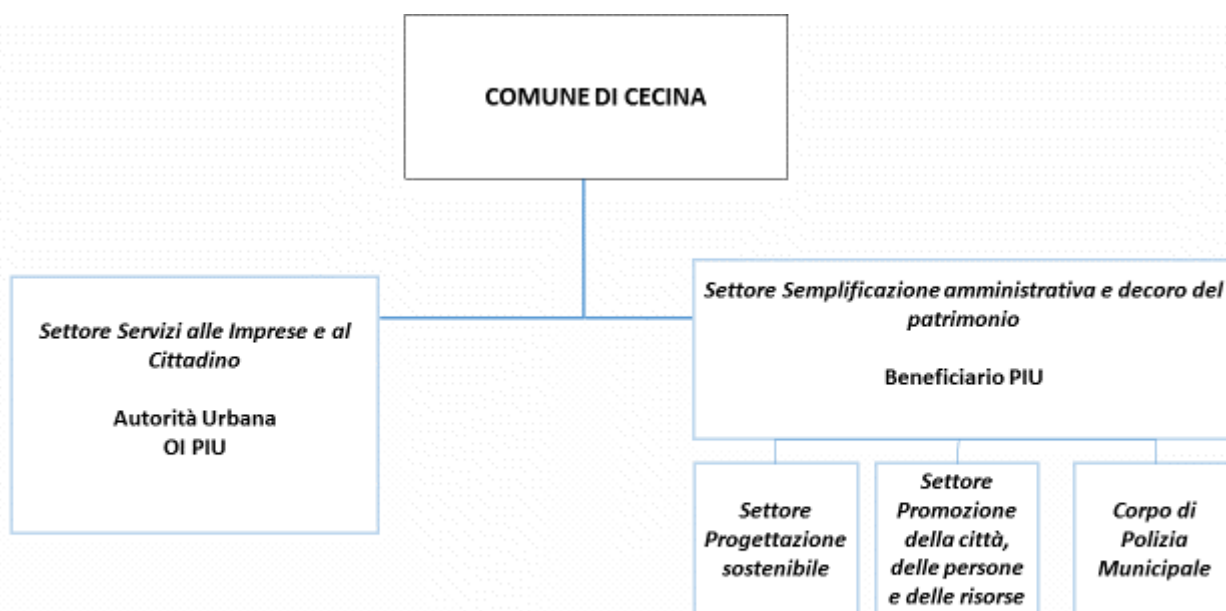 COMUNE DI CECINA
Settore Servizi alle Imprese e al
Cittadino
Autorità Urbana
OI PIU
Settore Semplificazione amministrativa e decoro del
patrimonio
Beneficiario PIU
Settore
Progettazione
sostenibile
Settore
Promozione
della città,
delle persone
e delle risorse
Corpo di
Polizia
Municipale